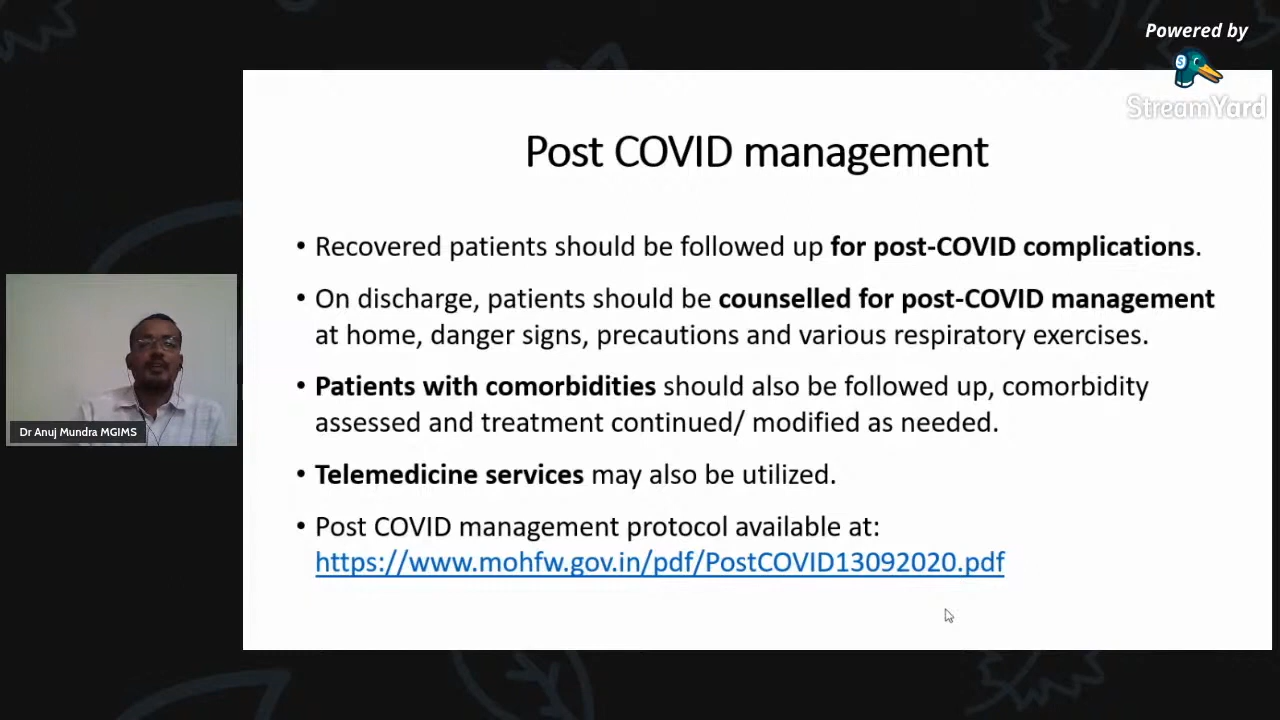 Powered by
StreamYard
Post COVID management
• Recovered patients should be followed up for post-COVID complications.
• On discharge, patients should be counselled for post-COVID management
at home, danger signs, precautions and various respiratory exercises.
• Patients with comorbidities should also be followed up, comorbidity
assessed and treatment continued/ modified as needed.
• Telemedicine services may also be utilized.
• Post COVID management protocol available at:
https://www.mohfw.gov.in/pdf/PostCOVID13092020.pdf
Dr Anuj Mundra MGIMS